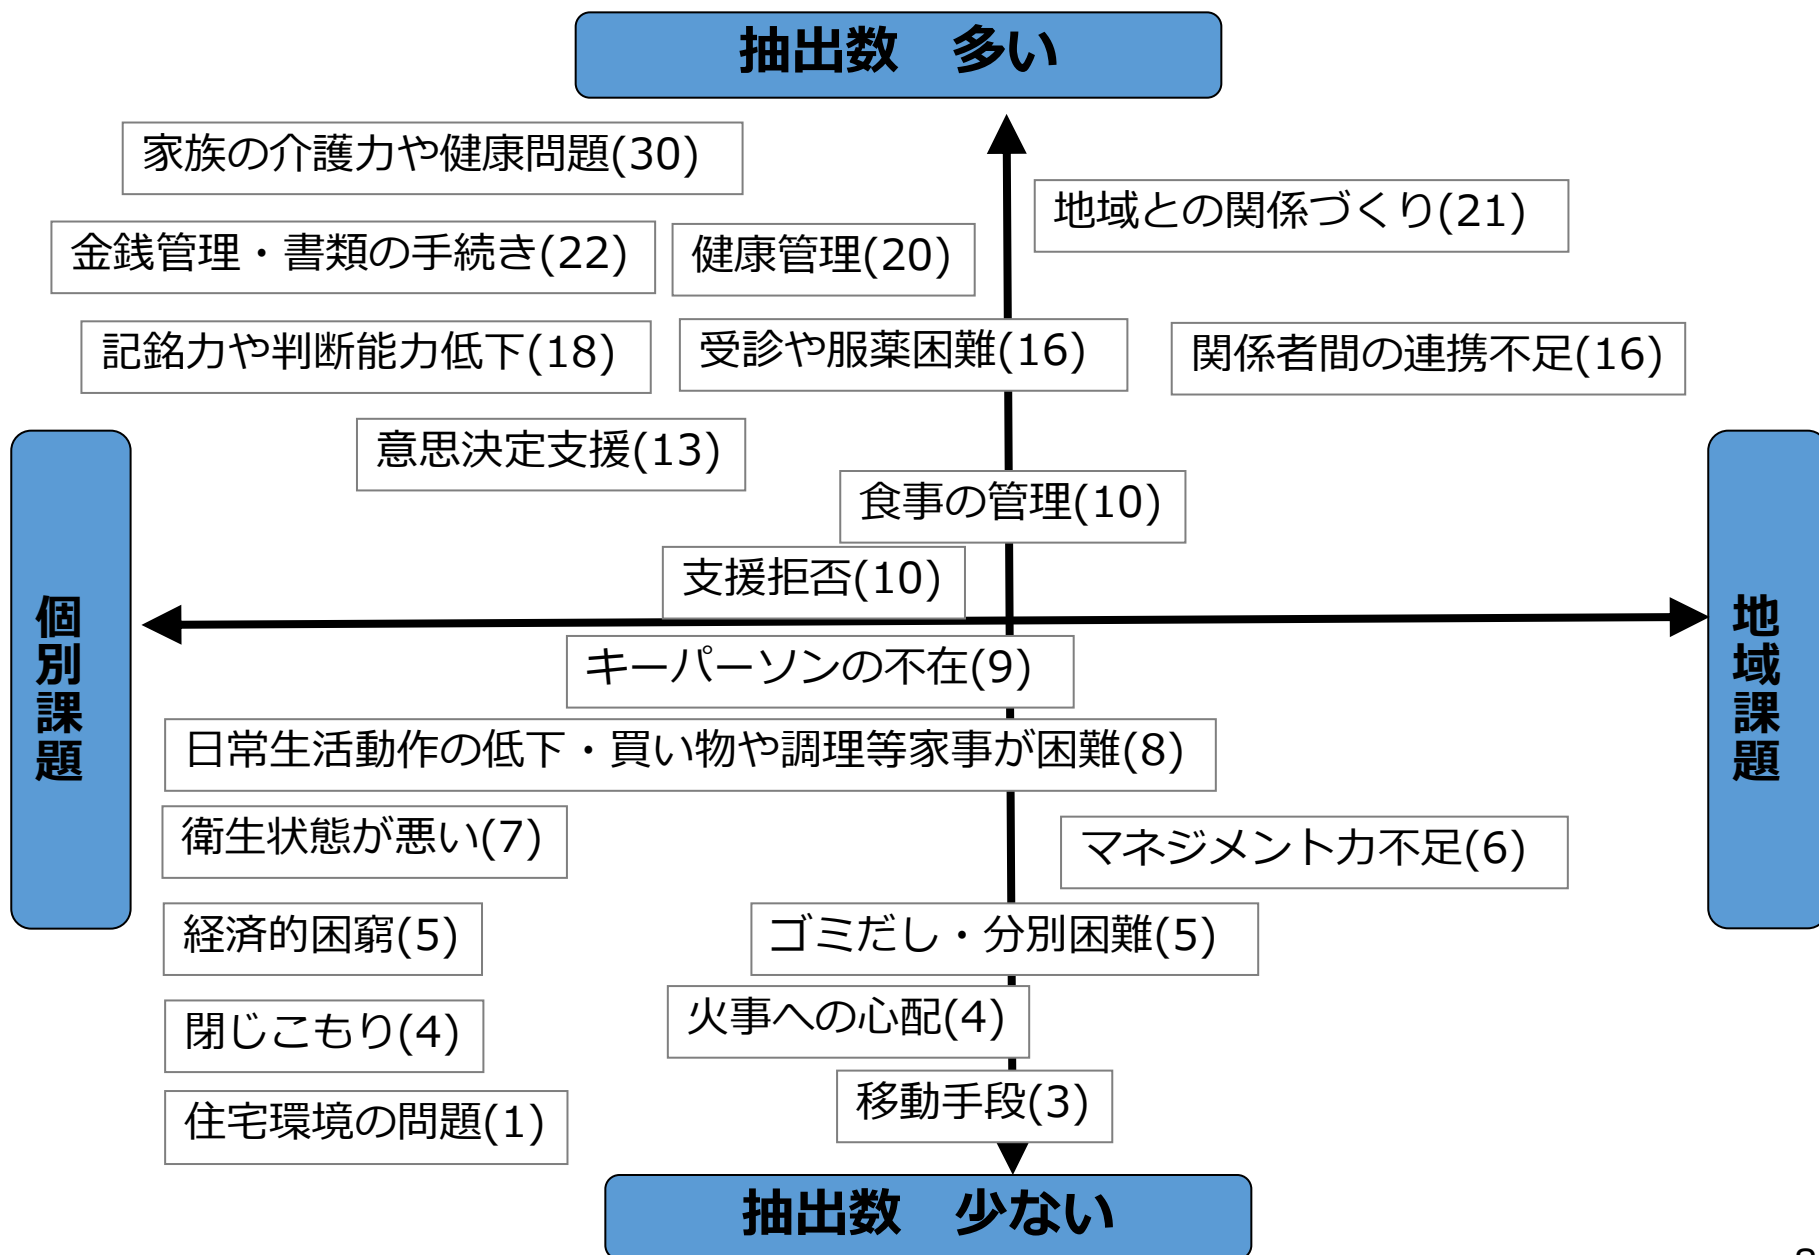 抽出数　多い
家族の介護力や健康問題(30)
地域との関係づくり(21)
金銭管理・書類の手続き(22)
健康管理(20)
記銘力や判断能力低下(18)
受診や服薬困難(16)
関係者間の連携不足(16)
意思決定支援(13)
食事の管理(10)
支援拒否(10)
個別課題
地域課題
キーパーソンの不在(9)
日常生活動作の低下・買い物や調理等家事が困難(8)
衛生状態が悪い(7)
マネジメント力不足(6)
経済的困窮(5)
ゴミだし・分別困難(5)
閉じこもり(4)
火事への心配(4)
移動手段(3)
住宅環境の問題(1)
抽出数　少ない